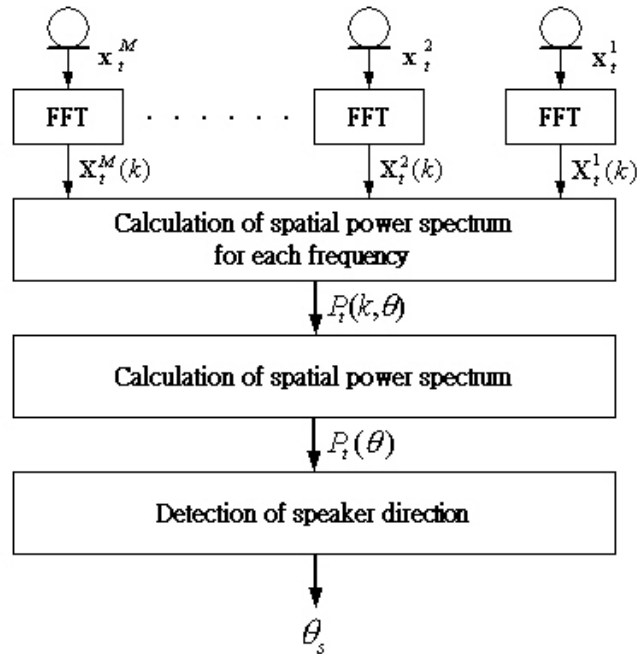 x_t^M x_t^2 x_t^1
FFT · · · · · · FFT FFT
X_t^M(k) X_t^2(k) X_t^1(k)
Calculation of spatial power spectrum
for each frequency
P_t(k,θ)
Calculation of spatial power spectrum
P_t(θ)
Detection of speaker direction
θ_s